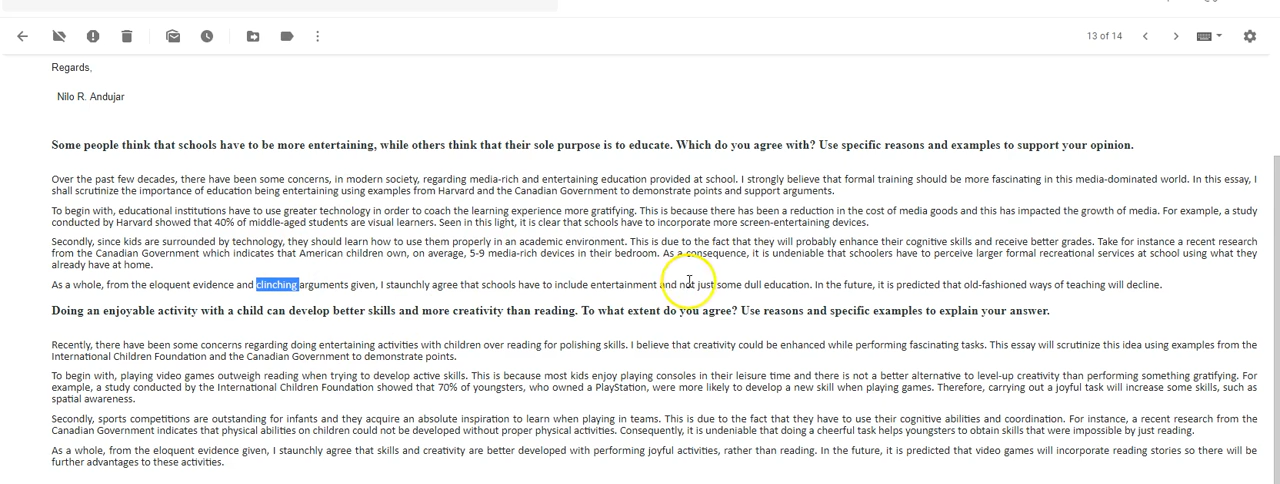 13 of 14
Regards,
Nilo R. Andujar
Some people think that schools have to be more entertaining, while others think that their sole purpose is to educate. Which do you agree with? Use specific reasons and examples to support your opinion.
Over the past few decades, there have been some concerns, in modern society, regarding media-rich and entertaining education provided at school. I strongly believe that formal training should be more fascinating in this media-dominated world. In this essay, I
shall scrutinize the importance of education being entertaining using examples from Harvard and the Canadian Government to demonstrate points and support arguments.
To begin with, educational institutions have to use greater technology in order to coach the learning experience more gratifying. This is because there has been a reduction in the cost of media goods and this has impacted the growth of media. For example, a study
conducted by Harvard showed that 40% of middle-aged students are visual learners. Seen in this light, it is clear that schools have to incorporate more screen-entertaining devices.
Secondly, since kids are surrounded by technology, they should learn how to use them properly in an academic environment. This is due to the fact that they will probably enhance their cognitive skills and receive better grades. Take for instance a recent research
from the Canadian Government which indicates that American children own, on average, 5-9 media-rich devices in their bedroom. As a consequence, it is undeniable that schoolers have to perceive larger formal recreational services at school using what they
already have at home.
As a whole, from the eloquent evidence and clinching arguments given, I staunchly agree that schools have to include entertainment and not just some dull education. In the future, it is predicted that old-fashioned ways of teaching will decline.
Doing an enjoyable activity with a child can develop better skills and more creativity than reading. To what extent do you agree? Use reasons and specific examples to explain your answer.
Recently, there have been some concerns regarding doing entertaining activities with children over reading for polishing skills. I believe that creativity could be enhanced while performing fascinating tasks. This essay will scrutinize this idea using examples from the
International Children Foundation and the Canadian Government to demonstrate points.
To begin with, playing video games outweigh reading when trying to develop active skills. This is because most kids enjoy playing consoles in their leisure time and there is not a better alternative to level-up creativity than performing something gratifying. For
example, a study conducted by the International Children Foundation showed that 70% of youngsters, who owned a PlayStation, were more likely to develop a new skill when playing games. Therefore, carrying out a joyful task will increase some skills, such as
spatial awareness.
Secondly, sports competitions are outstanding for infants and they acquire an absolute inspiration to learn when playing in teams. This is due to the fact that they have to use their cognitive abilities and coordination. For instance, a recent research from the
Canadian Government indicates that physical abilities on children could not be developed without proper physical activities. Consequently, it is undeniable that doing a cheerful task helps youngsters to obtain skills that were impossible by just reading.
As a whole, from the eloquent evidence given, I staunchly agree that skills and creativity are better developed with performing joyful activities, rather than reading. In the future, it is predicted that video games will incorporate reading stories so there will be
further advantages to these activities.